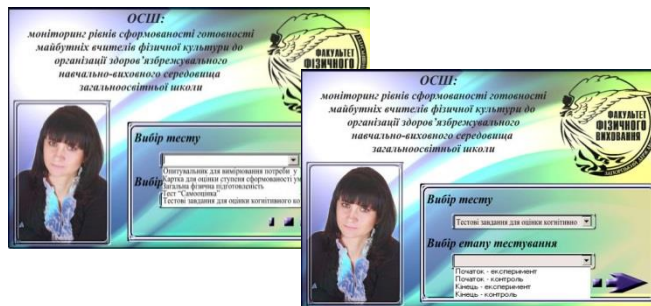 ОСШ:
моніторинг рівнів сформованості готовності
майбутніх вчителів фізичної культури до
організації здоров'язбрежувального
навчально-виховного середовища
загальноосвітньої школи
ФАКУЛЬТЕТ
ФІЗИЧНОГО
Вибір тесту
Опитувальник для вимірювання потреби у
Картка для оцінки ступеня сформованості ум
Загальна фізична підготовленість
Тест "Самооцінка"
Тестові завдання для оцінки когнітивного ко
Вибір
ОСШ:
моніторинг рівнів сформованості готовності
майбутніх вчителів фізичної культури до
організації здоров'язбрежувального
навчально-виховного середовища
загальноосвітньої школи
ФАКУЛЬТЕТ
ФІЗИЧНОГО
ВИХОВАННЯ
Вибір тесту
Тестові завдання для оцінки когнітивно
Вибір етапу тестування
Початок - експеримент
Початок - контроль
Кінець - експеримент
Кінець - контроль